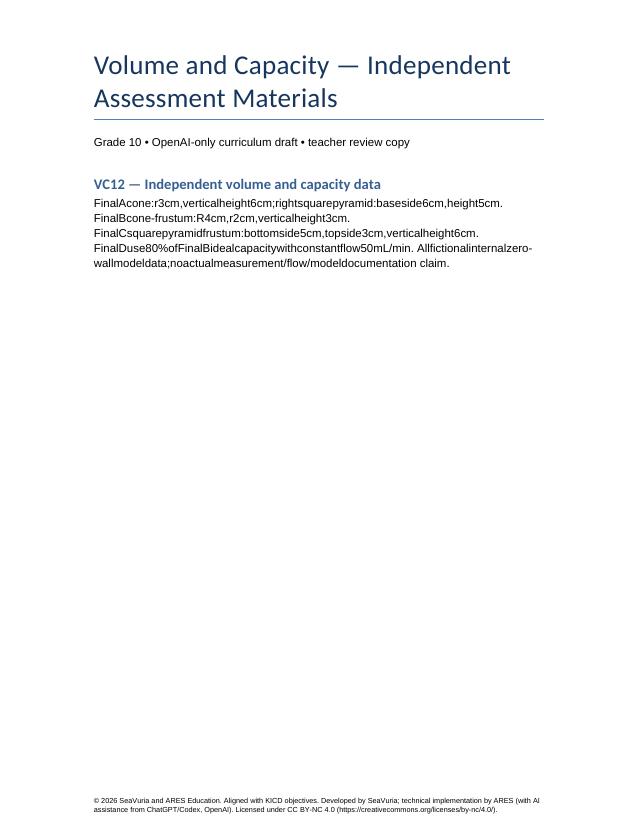 Volume and Capacity — Independent
Assessment Materials
Grade 10 • OpenAI-only curriculum draft • teacher review copy
VC12 — Independent volume and capacity data
FinalAcone:r3cm,verticalheight6cm;rightsquarepyramid:baseside6cm,height5cm.
FinalBcone-frustum:R4cm,r2cm,verticalheight3cm.
FinalCsquarepyramidfrustum:bottomside5cm,topside3cm,verticalheight6cm.
FinalDuse80%ofFinalBidealcapacitywithconstantflow50mL/min. Allfictionalinternalzero-
wallmodeldata;noactualmeasurement/flow/modeldocumentation claim.
© 2026 SeaVuria and ARES Education. Aligned with KICD objectives. Developed by SeaVuria; technical implementation by ARES (with AI
assistance from ChatGPT/Codex, OpenAI). Licensed under CC BY-NC 4.0 (https://creativecommons.org/licenses/by-nc/4.0/).